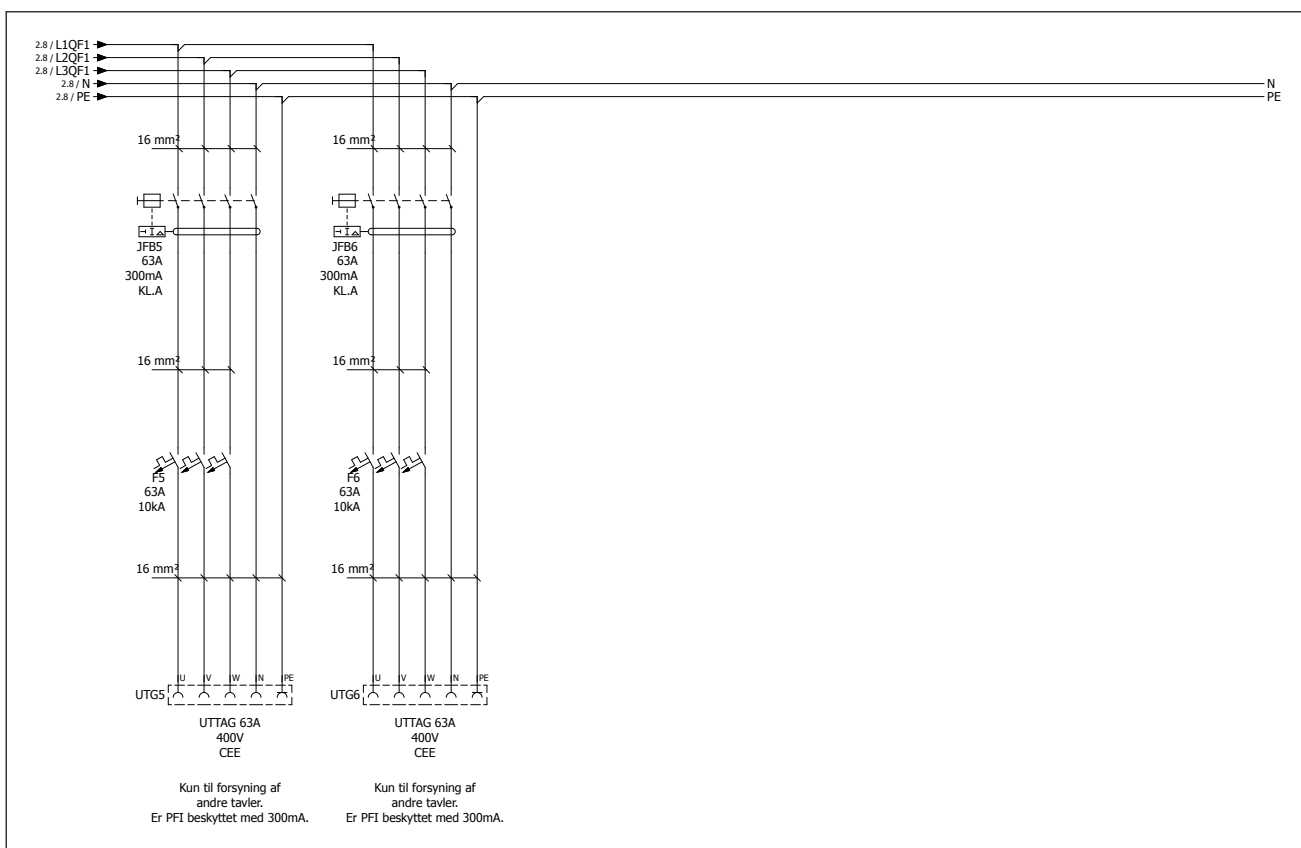 2.8 / L1QF1
2.8 / L2QF1
2.8 / L3QF1
2.8 / N
2.8 / PE
N
PE
16 mm²
16 mm²
JFB5
63A
300mA
KL.A
JFB6
63A
300mA
KL.A
16 mm²
16 mm²
F5
63A
10kA
F6
63A
10kA
16 mm²
16 mm²
U V W N PE
U V W N PE
UTG5
UTG6
UTTAG 63A
400V
CEE
UTTAG 63A
400V
CEE
Kun til forsyning af
andre tavler.
Er PFI beskyttet med 300mA.
Kun til forsyning af
andre tavler.
Er PFI beskyttet med 300mA.